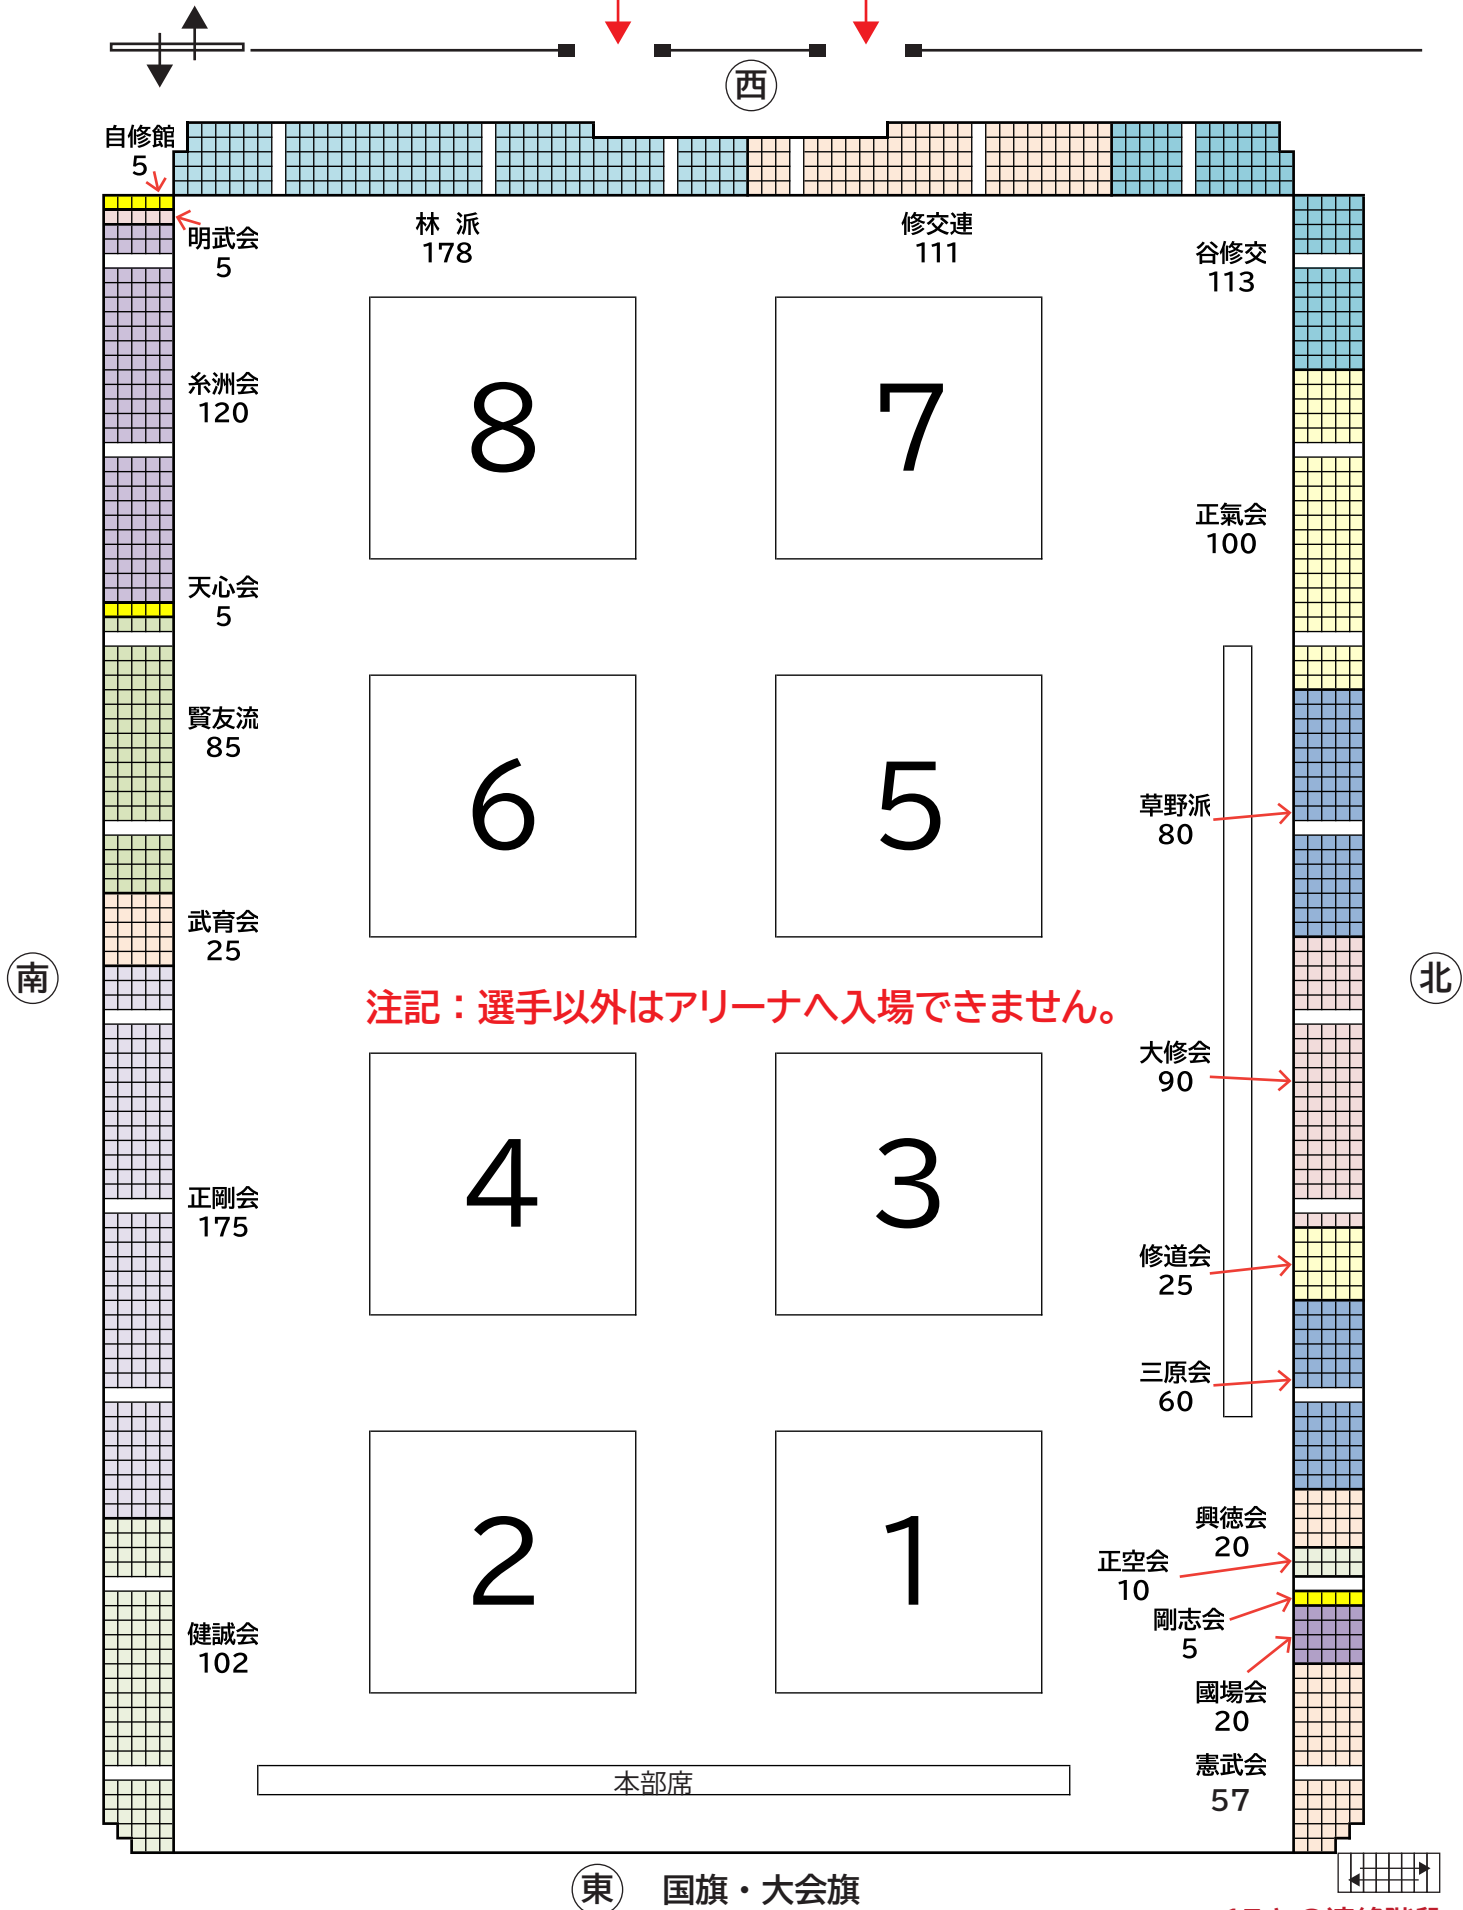 西
自修館
5
明武会
5
林 派
178
修交連
111
谷修交
113
糸洲会
120
8
7
正氣会
100
天心会
5
賢友流
85
6
5
草野派
80
武育会
25
南
北
注記：選手以外はアリーナへ入場できません。
大修会
90
4
3
正剛会
175
修道会
25
三原会
60
2
1
興徳会
20
正空会
10
剛志会
5
健誠会
102
國場会
20
憲武会
57
本部席
東
国旗・大会旗